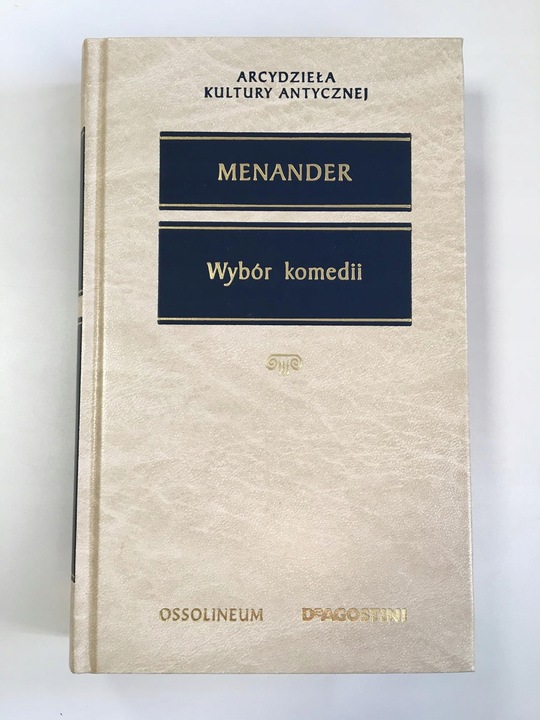 ARCYDZIEŁA
KULTURY ANTYCZNEJ
MENANDER
Wybór komedii
OSSOLINEUM DeAGOSTINI